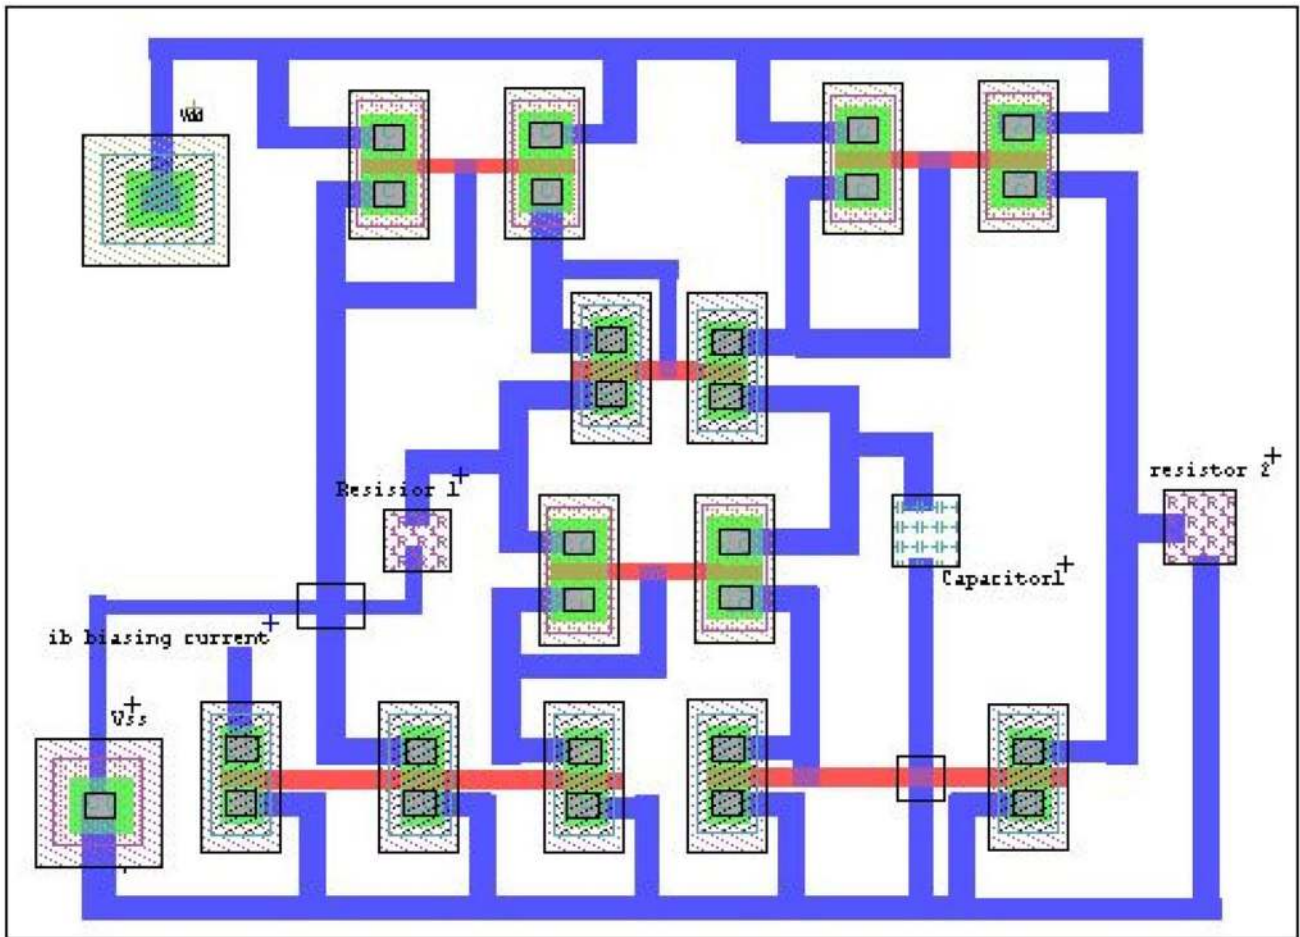 Vdd
Resisior 1
resistor 2
Capacitor1
ib biasing current
Vss